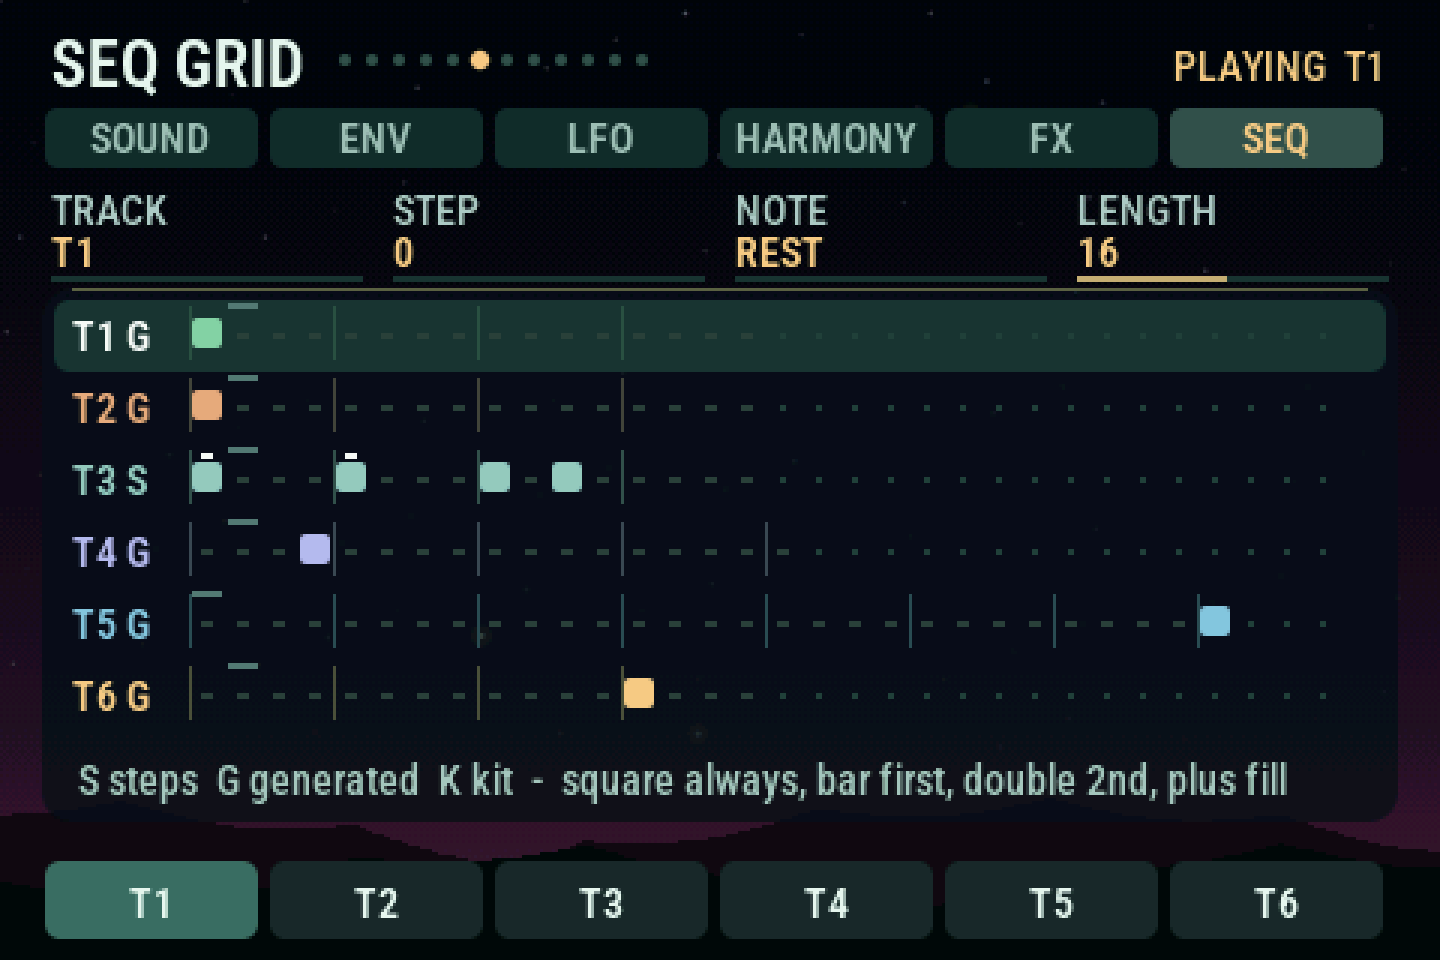 SEQ GRID PLAYING T1
SOUND ENV LFO HARMONY FX SEQ
TRACK STEP NOTE LENGTH
T1 0 REST 16
T1 G
T2 G
T3 S
T4 G
T5 G
T6 G
S steps G generated K kit - square always, bar first, double 2nd, plus fill
T1 T2 T3 T4 T5 T6